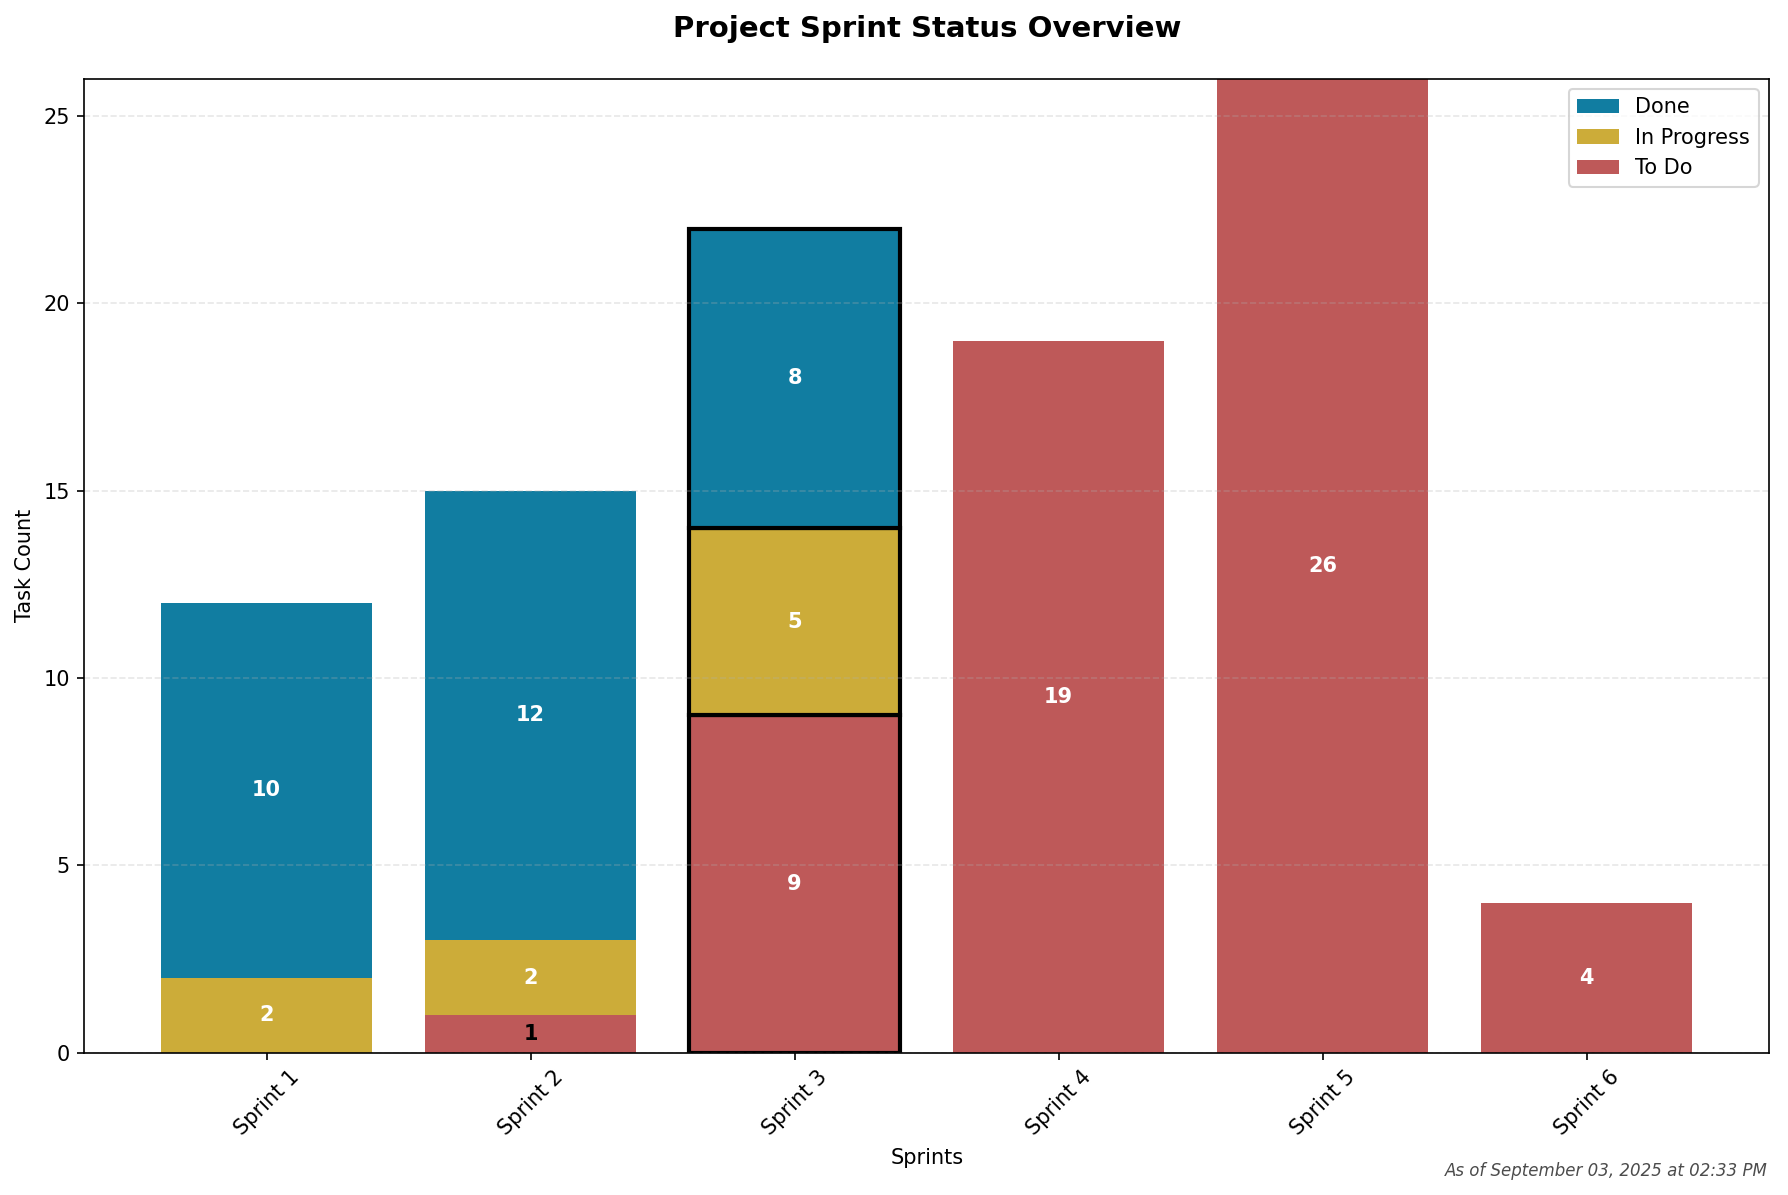 Project Sprint Status Overview
Task Count
25
20
15
10
5
0
Done
In Progress
To Do
10
2
12
2
1
8
5
9
19
26
4
Sprint 1
Sprint 2
Sprint 3
Sprint 4
Sprint 5
Sprint 6
Sprints
As of September 03, 2025 at 02:33 PM